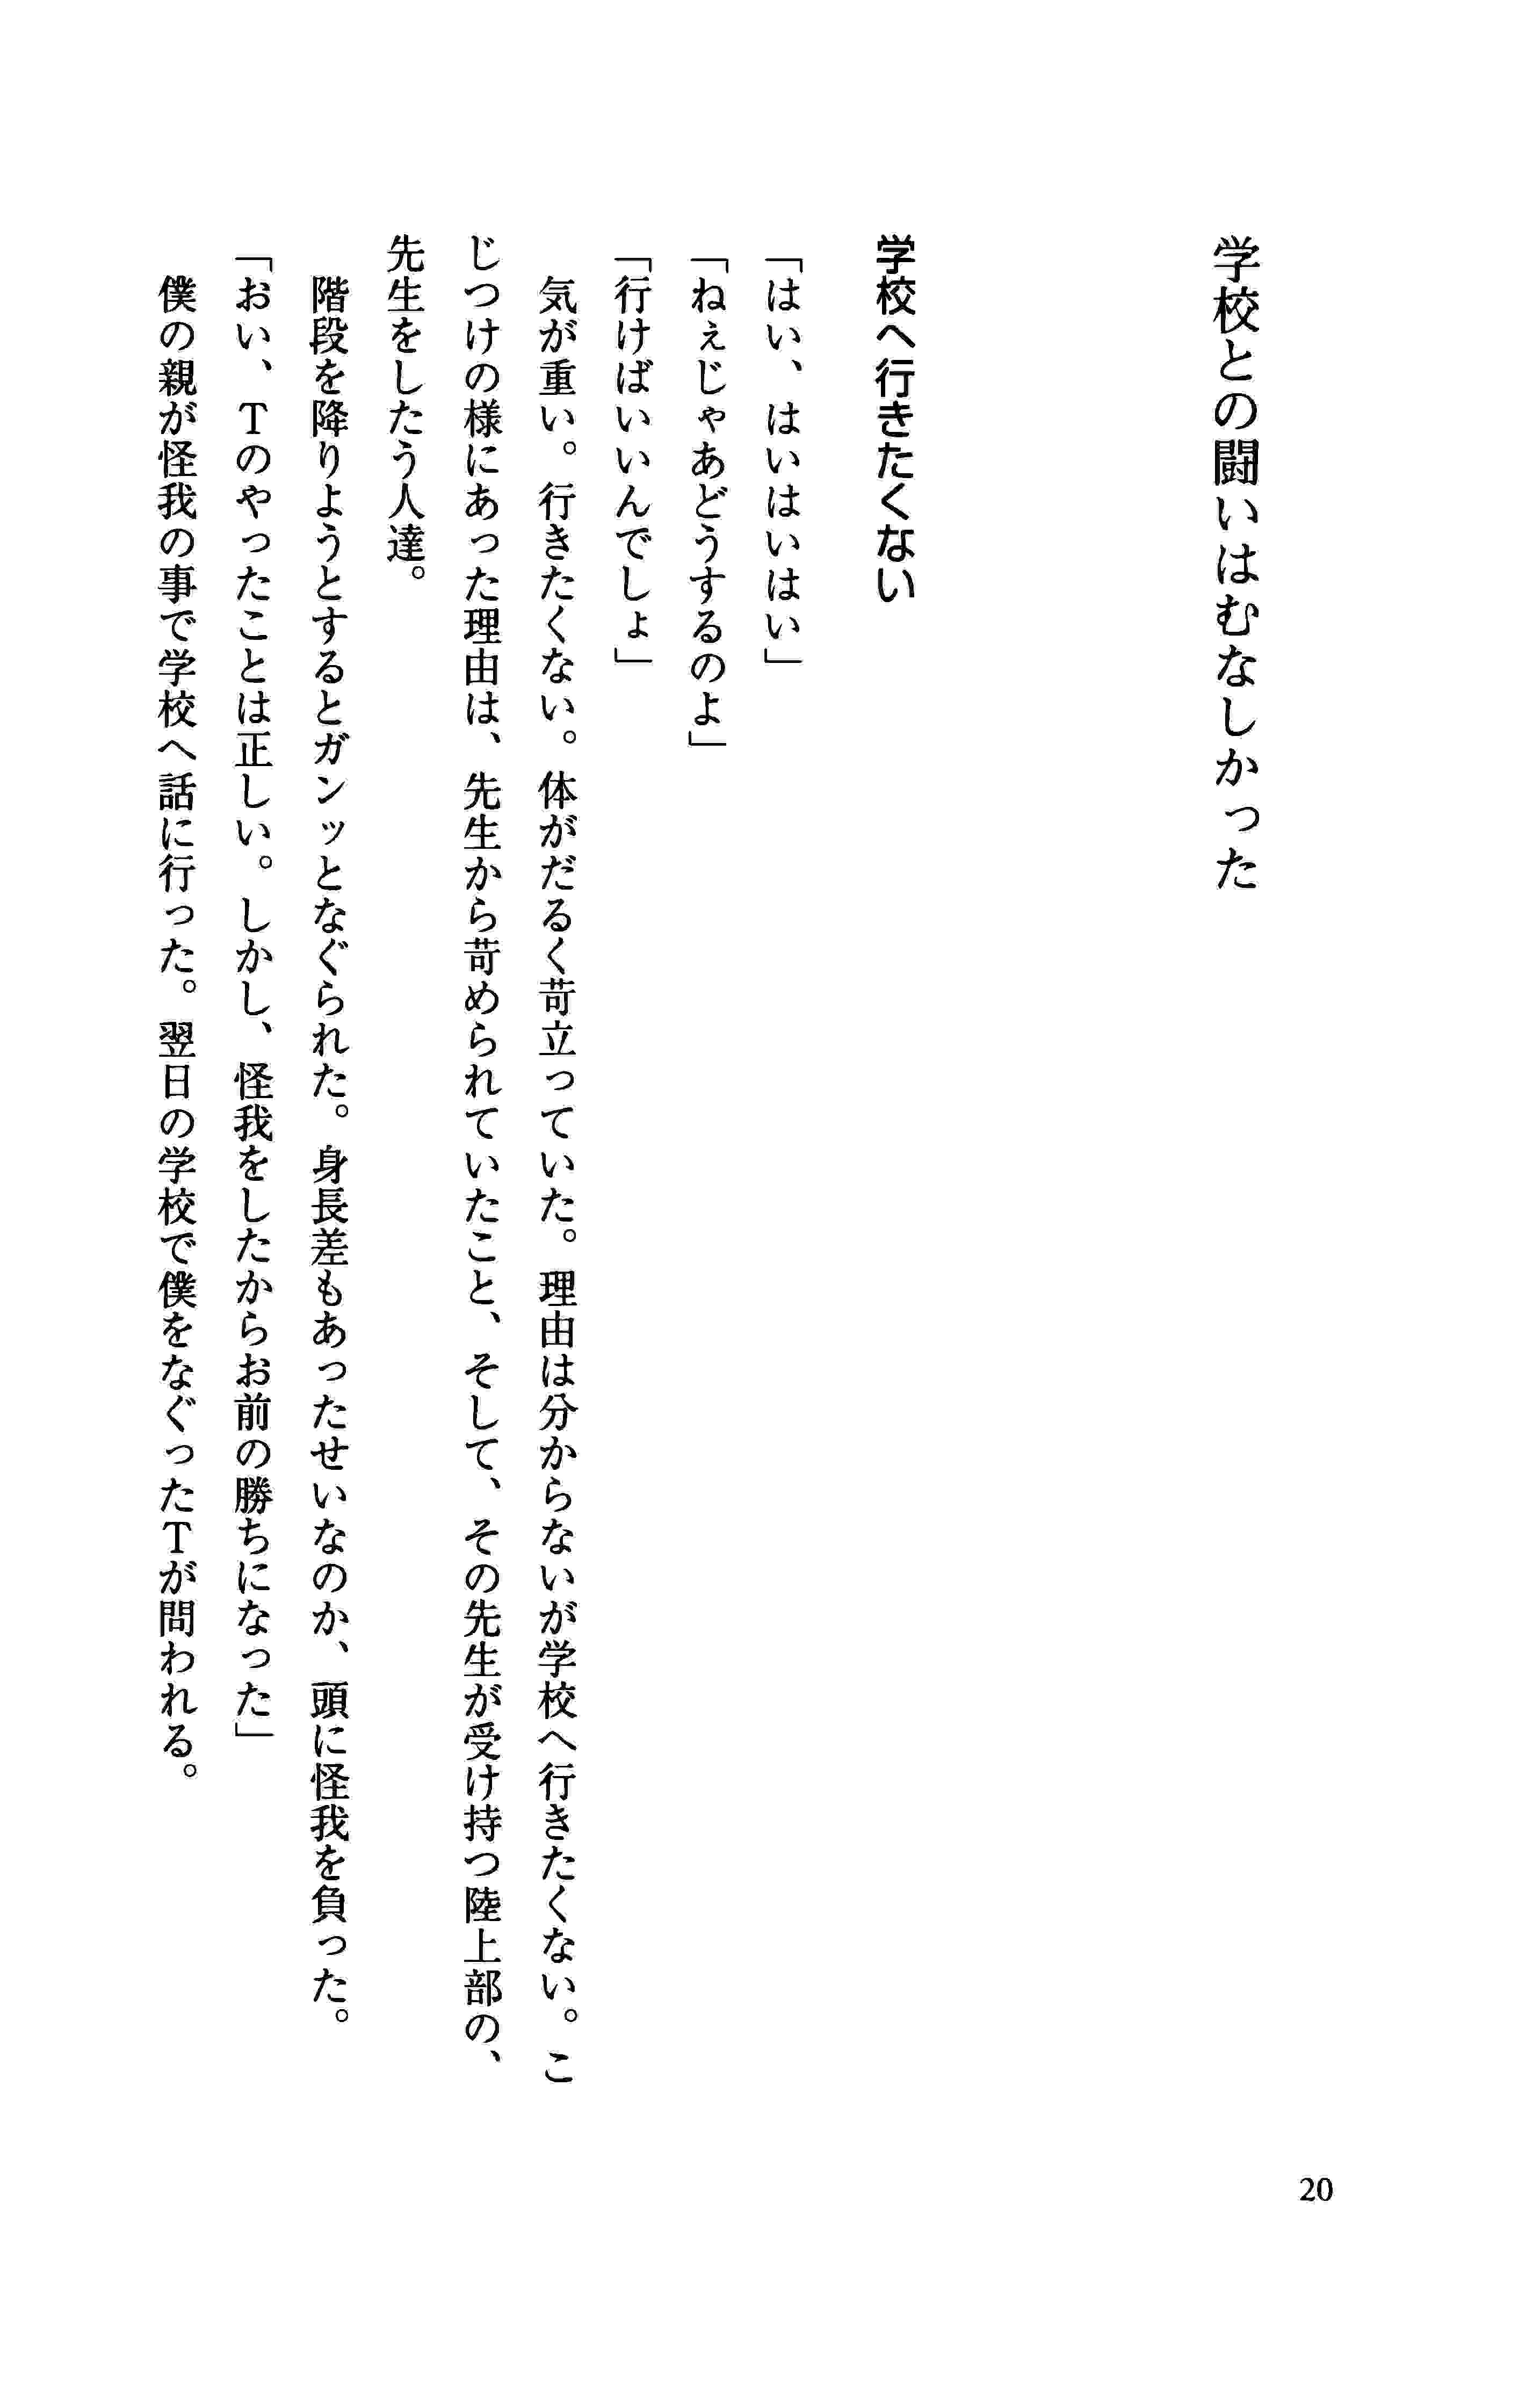 学校との闘いはむなしかった
学校へ行きたくない
「はい、はいはいはい」
「ねぇじゃあどうするのよ」
「行けばいいんでしょ」
　気が重い。行きたくない。体がだるく苛立っていた。理由は分からないが学校へ行きたくない。こ
じつけの様にあった理由は、先生から苛められていたこと、そして、その先生が受け持つ陸上部の、
先生をしたう人達。
　階段を降りようとするとガンッとなぐられた。身長差もあったせいなのか、頭に怪我を負った。
「おい、Tのやったことは正しい。しかし、怪我をしたからお前の勝ちになった」
　僕の親が怪我の事で学校へ話に行った。翌日の学校で僕をなぐったTが問われる。
20